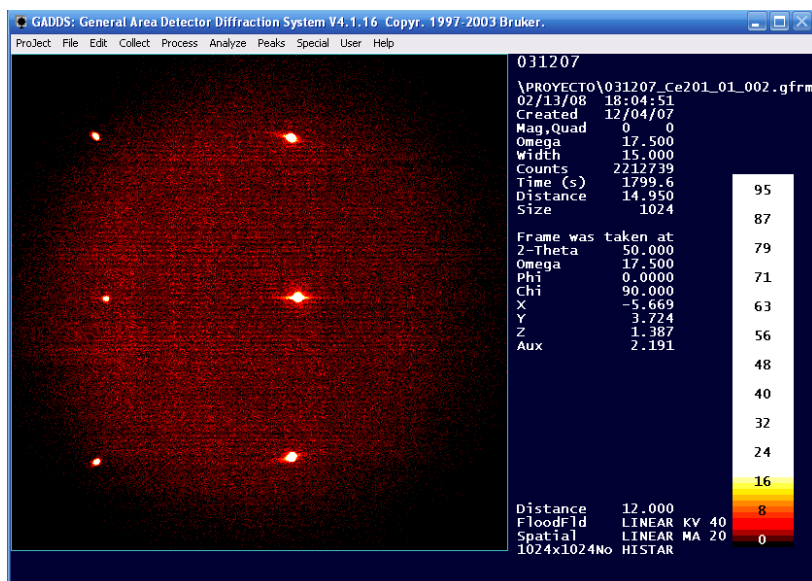 GADDS: General Area Detector Diffraction System V4.1.16 Copyr. 1997-2003 Bruker.
ProJect File Edit Collect Process Analyze Peaks Special User Help
031207
\PROYECTO\031207_Ce201_01_002.gfrm
02/13/08 18:04:51
Created 12/04/07
Mag,Quad 0 0
Omega 17.500
Width 15.000
Counts 2212739
Time (s) 1799.6
Distance 14.950
Size 1024
Frame was taken at
2-Theta 50.000
Omega 17.500
Phi 0.0000
Chi 90.000
X -5.669
Y 3.724
Z 1.387
Aux 2.191
95
87
79
71
63
56
48
40
32
24
16
8
0
Distance 12.000
FloodFld LINEAR KV 40
Spatial LINEAR MA 20
1024x1024No HISTAR